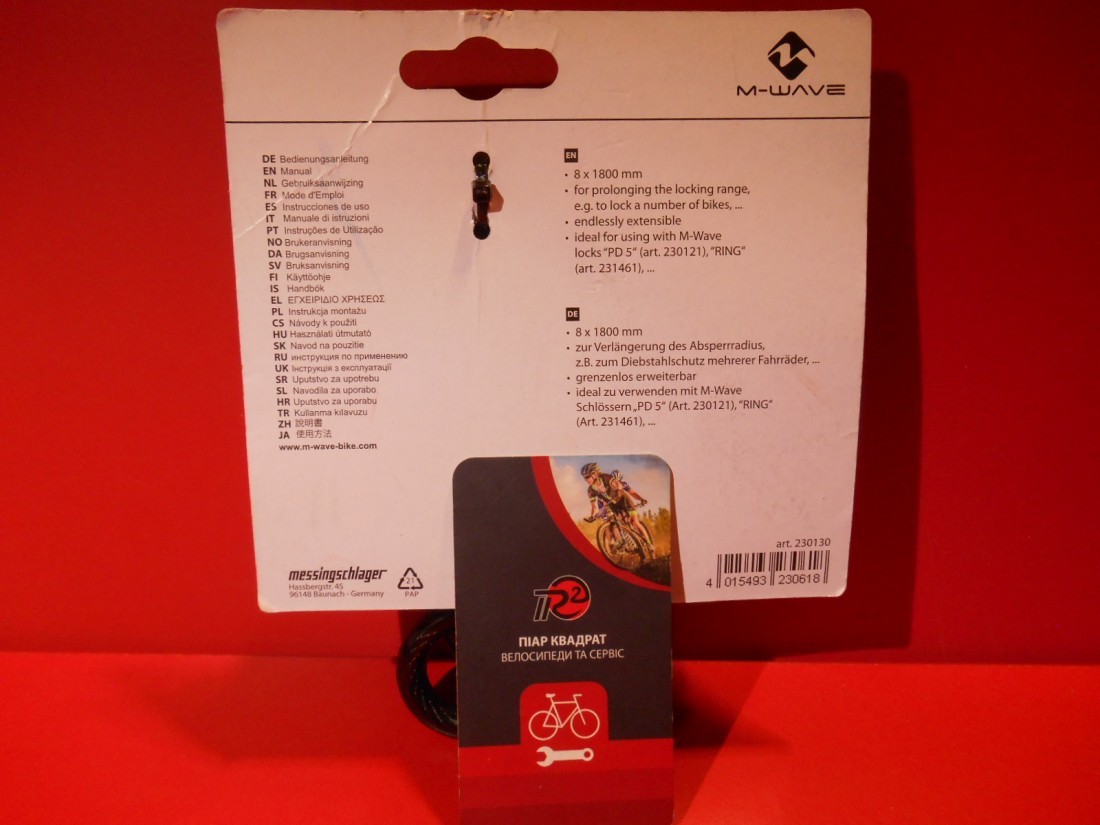 M-WAVE
DE Bedienungsanleitung
EN Manual
NL Gebruiksaanwijzing
FR Mode d'Emploi
ES Instrucciones de uso
IT Manuale di istruzioni
PT Instruções de Utilização
NO Brukeranvisning
DA Brugsanvisning
SV Bruksanvisning
FI Käyttöohje
IS Handbók
EL ΕΓΧΕΙΡΙΔΙΟ ΧΡΗΣΕΩΣ
PL Instrukcja montażu
CS Návody k použití
HU Használati útmutató
SK Navod na pouzitie
RU инструкция по применению
UK Інструкція з експлуатації
SR Uputstvo za upotrebu
SL Navodila za uporabo
HR Uputstvo za uporabu
TR Kullanma kılavuzu
ZH 說明書
JA 使用方法
www.m-wave-bike.com
EN
• 8 x 1800 mm
• for prolonging the locking range,
e.g. to lock a number of bikes, ...
• endlessly extensible
• ideal for using with M-Wave
locks "PD 5" (art. 230121), "RING"
(art. 231461), ...
DE
• 8 x 1800 mm
• zur Verlängerung des Absperrradius,
z.B. zum Diebstahlschutz mehrerer Fahrräder, ...
• grenzenlos erweiterbar
• ideal zu verwenden mit M-Wave
Schlössern „PD 5" (Art. 230121), "RING"
(Art. 231461), ...
messingschlager
Hassbergstr. 45
96148 Baunach - Germany
21
PAP
art. 230130
4 015493 230618
ПR2
ПІАР КВАДРАТ
ВЕЛОСИПЕДИ ТА СЕРВІС